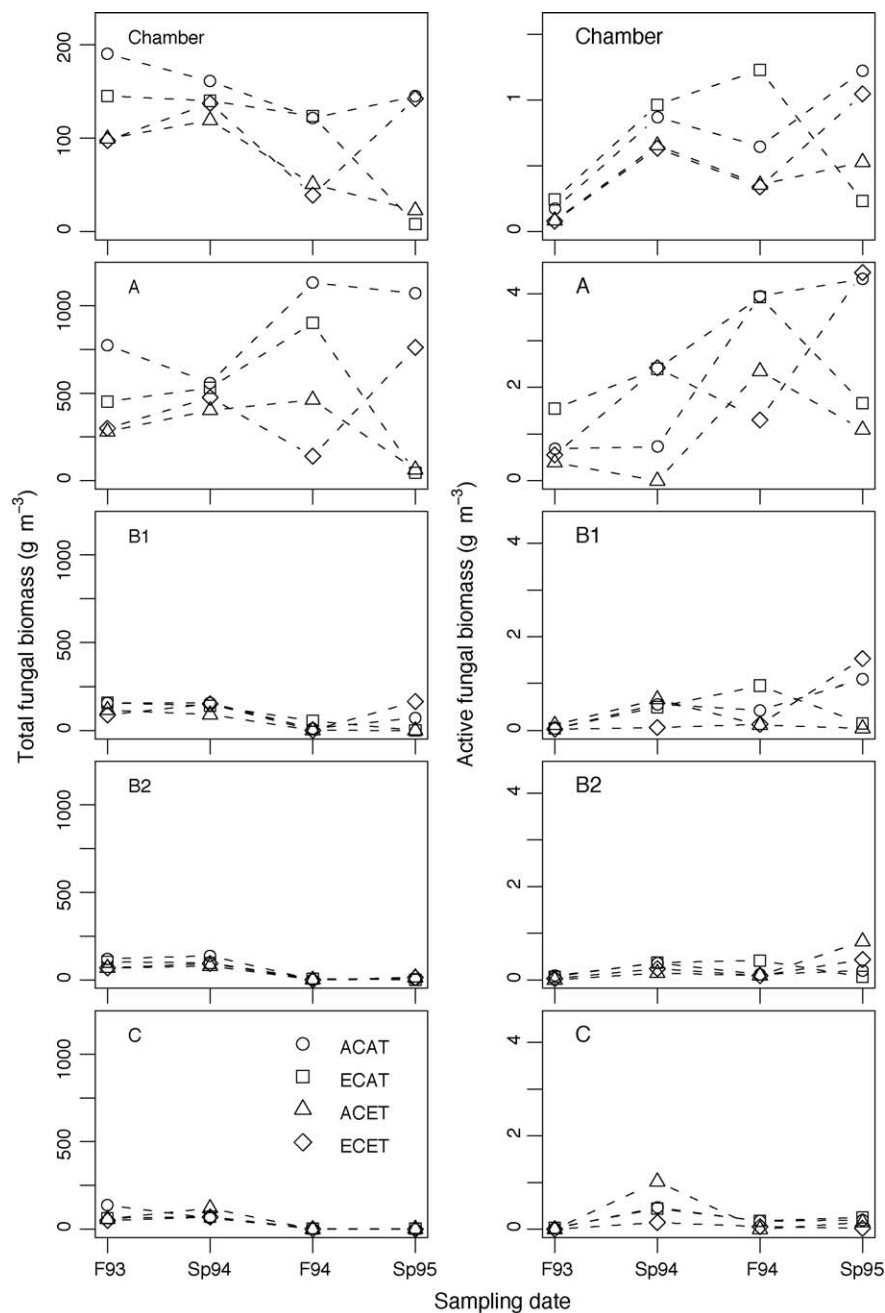 Chamber
200
100
0
Chamber
1
0
A
1000
500
0
A
4
2
0
B1
1000
500
0
B1
4
2
0
B2
1000
500
0
B2
4
2
0
C
1000
500
0
ACAT
ECAT
ACET
ECET
C
4
2
0
Total fungal biomass (g m⁻³)
Active fungal biomass (g m⁻³)
F93 Sp94 F94 Sp95
F93 Sp94 F94 Sp95
Sampling date